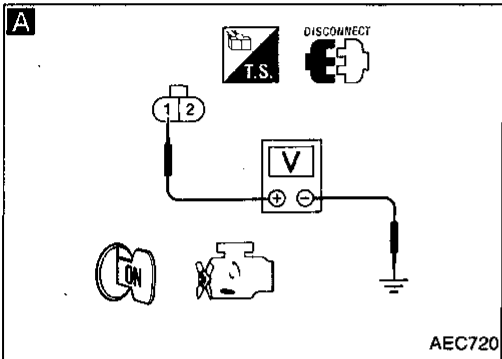 A
T.S.
DISCONNECT
1 2
V
+ −
ON
AEC720